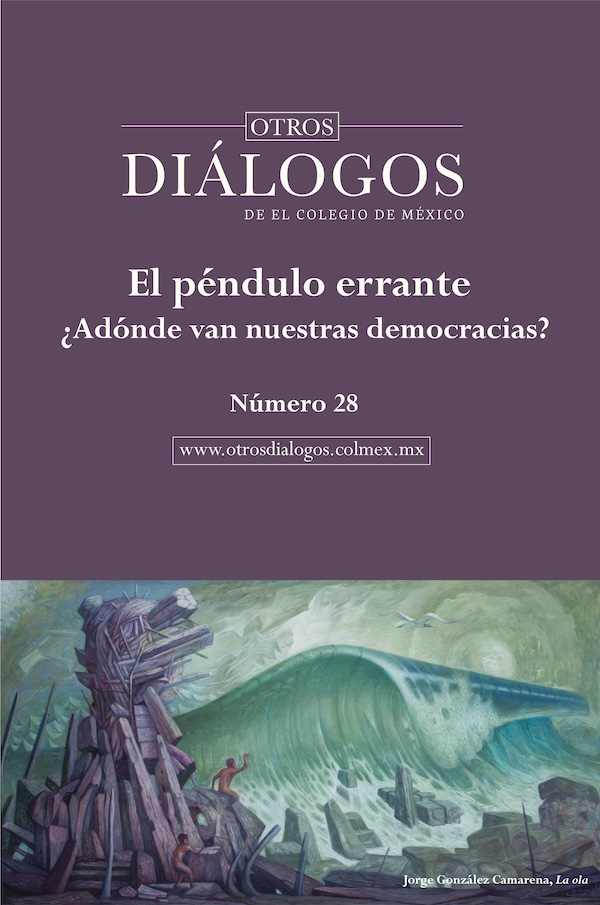 OTROS
DIÁLOGOS
DE EL COLEGIO DE MÉXICO
El péndulo errante
¿Adónde van nuestras democracias?
Número 28
www.otrosdialogos.colmex.mx
Jorge González Camarena, La ola